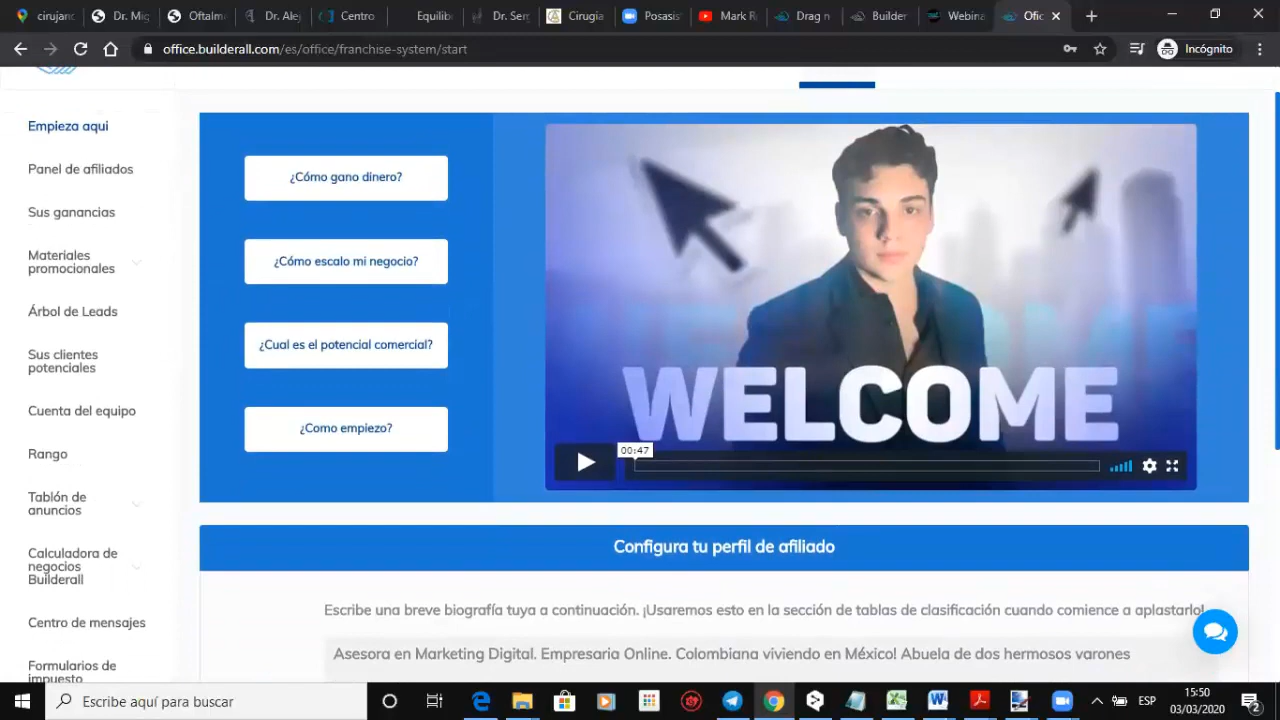 cirujano
Dr. Mig
Oftalm
Dr. Alej
Centro
Equilib
Dr. Serg
Cirugia
Posasis
Mark R
Drag n
Builder
Webina
Ofic
office.builderall.com/es/office/franchise-system/start
Incógnito
Empieza aqui
Panel de afiliados
Sus ganancias
Materiales
promocionales
Árbol de Leads
Sus clientes
potenciales
Cuenta del equipo
Rango
Tablón de
anuncios
Calculadora de
negocios
Builderall
Centro de mensajes
Formularios de
impuesto
¿Cómo gano dinero?
¿Cómo escalo mi negocio?
¿Cual es el potencial comercial?
¿Como empiezo?
WELCOME
00:47
Configura tu perfil de afiliado
Escribe una breve biografía tuya a continuación. ¡Usaremos esto en la sección de tablas de clasificación cuando comience a aplastarlo!
Asesora en Marketing Digital. Empresaria Online. Colombiana viviendo en México! Abuela de dos hermosos varones
Escribe aquí para buscar
ESP
15:50
03/03/2020
2